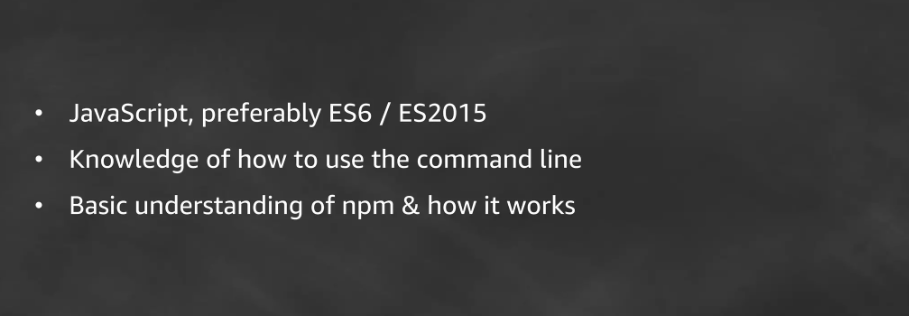 • JavaScript, preferably ES6 / ES2015
• Knowledge of how to use the command line
• Basic understanding of npm & how it works